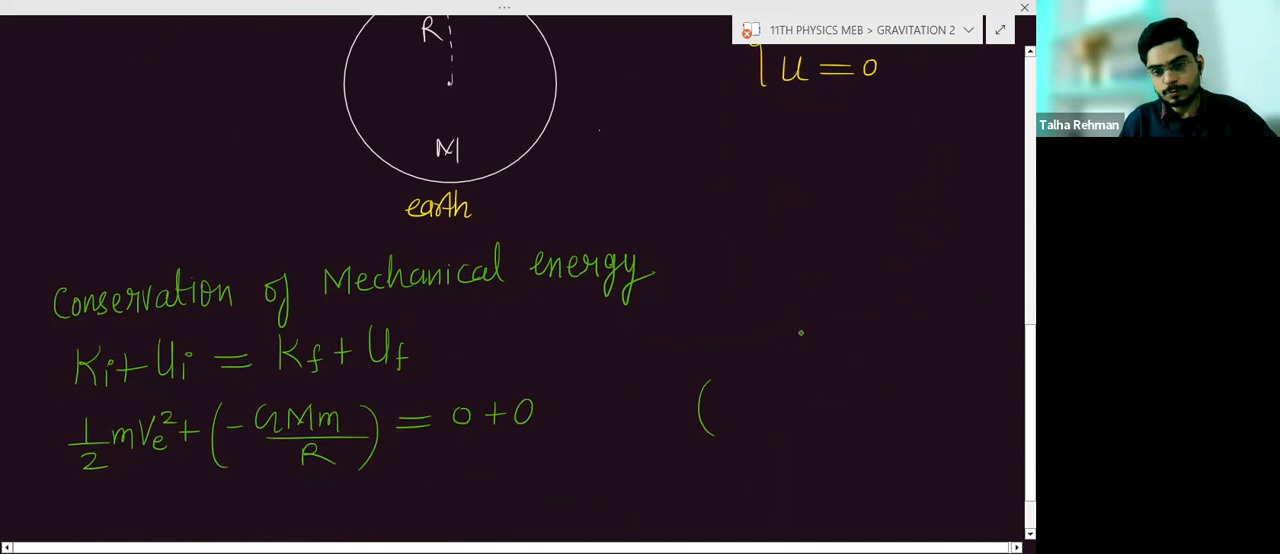 R
11TH PHYSICS MEB > GRAVITATION 2
u = 0
Talha Rehman
M
earth
Conservation of Mechanical energy
Ki + Ui = Kf + Uf
1/2 mVe² + (- GMm/R) = 0 + 0
(